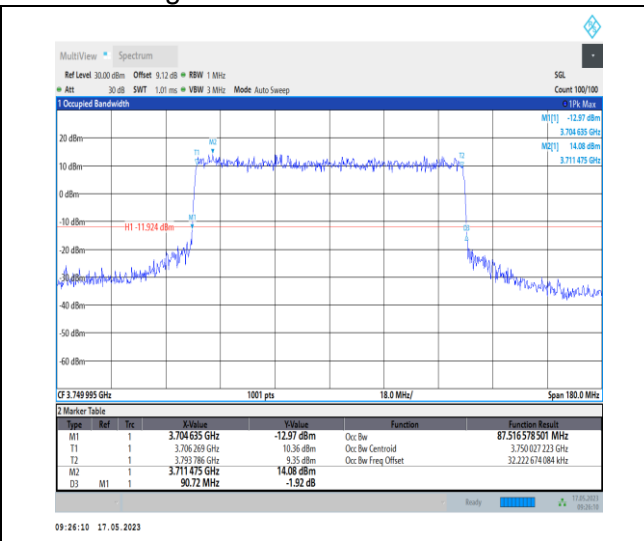 MultiView Spectrum
Ref Level 30.00 dBm Offset 9.12 dB RBW 1 MHz SGL
Att 30 dB SWT 1.01 ms VBW 3 MHz Mode Auto Sweep Count 100/100
1 Occupied Bandwidth 1Pk Max
M1[1] -12.97 dBm
3.704 635 GHz
M2[1] 14.08 dBm
3.711 475 GHz
20 dBm
M2
T1
T2
10 dBm
0 dBm
-10 dBm
M1
H1 -11.924 dBm
D3
-20 dBm
-30 dBm
-40 dBm
-50 dBm
-60 dBm
CF 3.749 995 GHz 1001 pts 18.0 MHz/ Span 180.0 MHz
2 Marker Table
Type Ref Trc X-Value Y-Value Function Function Result
M1 1 3.704 635 GHz -12.97 dBm Occ Bw 87.516 578 501 MHz
T1 1 3.706 269 GHz 10.36 dBm Occ Bw Centroid 3.750 027 223 GHz
T2 1 3.793 786 GHz 9.35 dBm Occ Bw Freq Offset 32.222 674 084 kHz
M2 1 3.711 475 GHz 14.08 dBm
D3 M1 1 90.72 MHz -1.92 dB
Ready 17.05.2023
09:26:10
09:26:10 17.05.2023